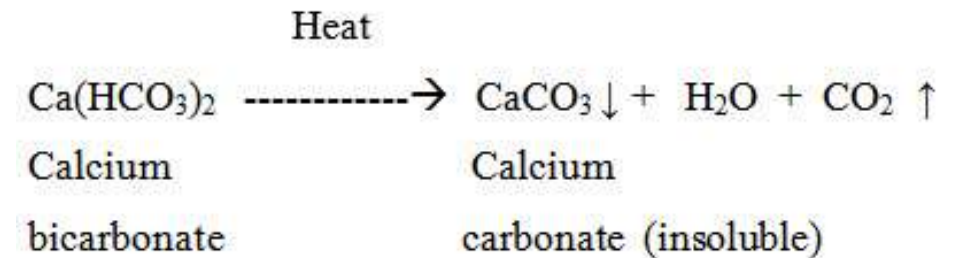 Heat
Ca(HCO₃)₂ ------------→ CaCO₃↓ + H₂O + CO₂ ↑
Calcium Calcium
bicarbonate carbonate (insoluble)